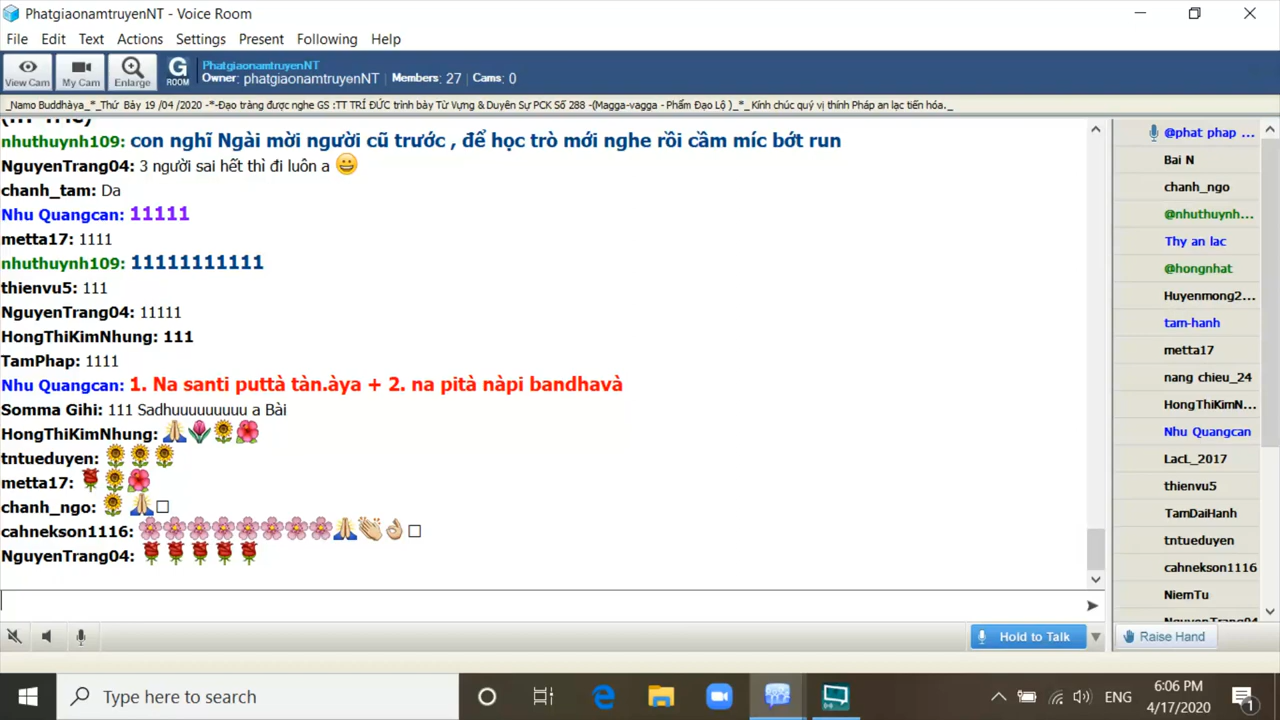 PhatgiaonamtruyenNT - Voice Room
File Edit Text Actions Settings Present Following Help
View Cam My Cam Enlarge G ROOM PhatgiaonamtruyenNT
Owner: phatgiaonamtruyenNT | Members: 27 | Cams: 0
_Namo Buddhàya_*_Thứ Bảy 19 /04 /2020 -*-Đạo tràng được nghe GS :TT TRÍ ĐỨC trình bày Từ Vựng & Duyên Sự PCK Số 288 -(Magga-vagga - Phẩm Đạo Lộ )_*_ Kính chúc quý vị thính Pháp an lạc tiến hóa._
nhuthuynh109: con nghĩ Ngài mời người cũ trước , để học trò mới nghe rồi cầm míc bớt run
NguyenTrang04: 3 người sai hết thì đi luôn a 😀
chanh_tam: Da
Nhu Quangcan: 11111
metta17: 1111
nhuthuynh109: 11111111111
thienvu5: 111
NguyenTrang04: 11111
HongThiKimNhung: 111
TamPhap: 1111
Nhu Quangcan: 1. Na santi puttà tàn.àya + 2. na pità nàpi bandhavà
Somma Gihi: 111 Sadhuuuuuuuuu a Bài
HongThiKimNhung: 🙏🌷🌻🌺
tntueduyen: 🌻🌻🌻
metta17: 🌹🌻🌺
chanh_ngo: 🌻🙏□
cahnekson1116: 🌸🌸🌸🌸🌸🌸🌸🌸🙏👏👌□
NguyenTrang04: 🌹🌹🌹🌹🌹
@phat phap ...
Bai N
chanh_ngo
@nhuthuynh...
Thy an lac
@hongnhat
Huyenmong2...
tam-hanh
metta17
nang chieu_24
HongThiKimN...
Nhu Quangcan
LacL_2017
thienvu5
TamDaiHanh
tntueduyen
cahnekson1116
NiemTu
NguyenTrang04
Hold to Talk Raise Hand
Type here to search
ENG
6:06 PM
4/17/2020
1